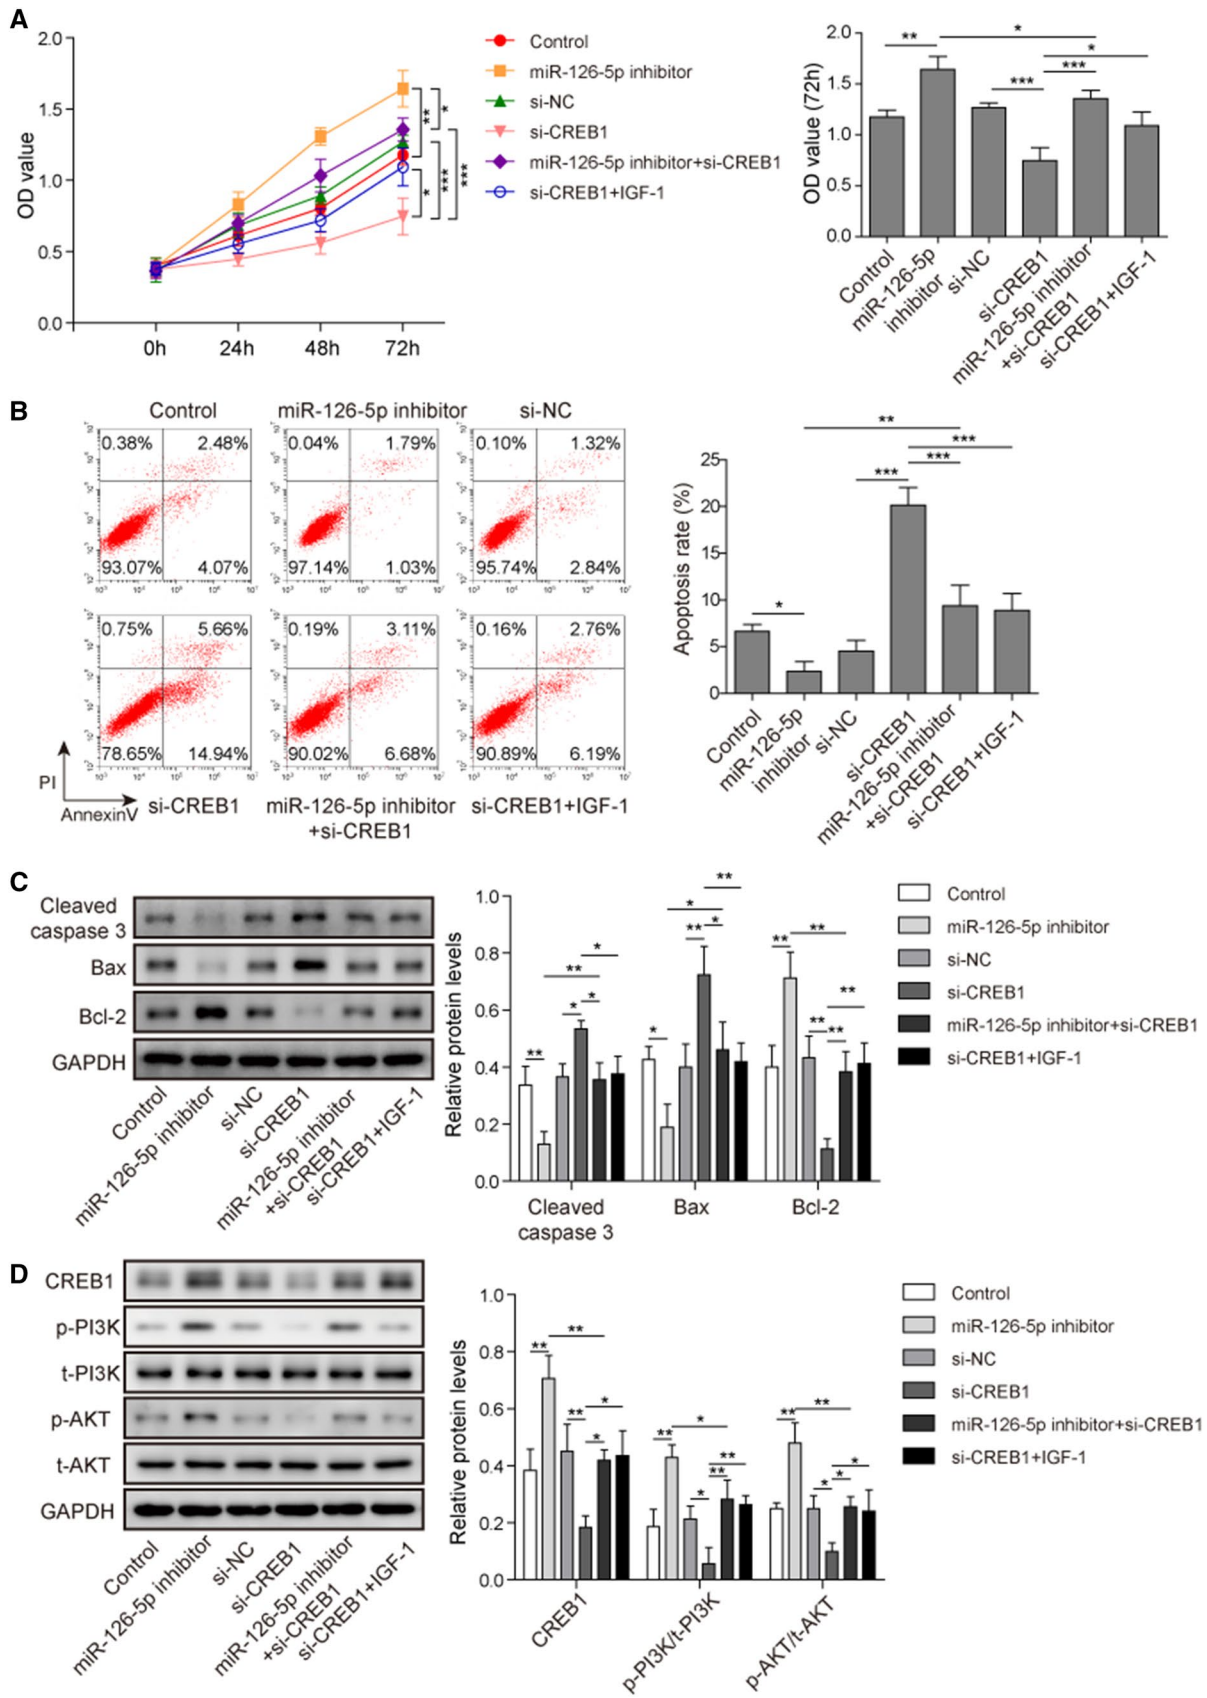 A
2.0
1.5
1.0
0.5
0.0
OD value
0h 24h 48h 72h
** *
* *** ***
Control
miR-126-5p inhibitor
si-NC
si-CREB1
miR-126-5p inhibitor+si-CREB1
si-CREB1+IGF-1
2.0
1.5
1.0
0.5
0.0
OD value (72h)
** *
*
*** ***
Control
miR-126-5p
inhibitor
si-NC
si-CREB1
miR-126-5p inhibitor
+si-CREB1
si-CREB1+IGF-1
B
Control miR-126-5p inhibitor si-NC
0.38% 2.48% 0.04% 1.79% 0.10% 1.32%
93.07% 4.07% 97.14% 1.03% 95.74% 2.84%
0.75% 5.66% 0.19% 3.11% 0.16% 2.76%
78.65% 14.94% 90.02% 6.68% 90.89% 6.19%
PI
AnnexinV
si-CREB1 miR-126-5p inhibitor si-CREB1+IGF-1
+si-CREB1
25
20
15
10
5
0
Apoptosis rate (%)
**
***
*** ***
*
Control
miR-126-5p
inhibitor
si-NC
si-CREB1
miR-126-5p inhibitor
+si-CREB1
si-CREB1+IGF-1
C
Cleaved
caspase 3
Bax
Bcl-2
GAPDH
Control
miR-126-5p inhibitor
si-NC
si-CREB1
miR-126-5p inhibitor
+si-CREB1
si-CREB1+IGF-1
1.0
0.8
0.6
0.4
0.2
0.0
Relative protein levels
** * * ** *
* ** * * **
** ** ** ** **
Cleaved
caspase 3
Bax
Bcl-2
Control
miR-126-5p inhibitor
si-NC
si-CREB1
miR-126-5p inhibitor+si-CREB1
si-CREB1+IGF-1
D
CREB1
p-PI3K
t-PI3K
p-AKT
t-AKT
GAPDH
Control
miR-126-5p inhibitor
si-NC
si-CREB1
miR-126-5p inhibitor
+si-CREB1
si-CREB1+IGF-1
1.0
0.8
0.6
0.4
0.2
0.0
Relative protein levels
** ** ** * *
** * * ** **
** ** * * *
CREB1
p-PI3K/t-PI3K
p-AKT/t-AKT
Control
miR-126-5p inhibitor
si-NC
si-CREB1
miR-126-5p inhibitor+si-CREB1
si-CREB1+IGF-1